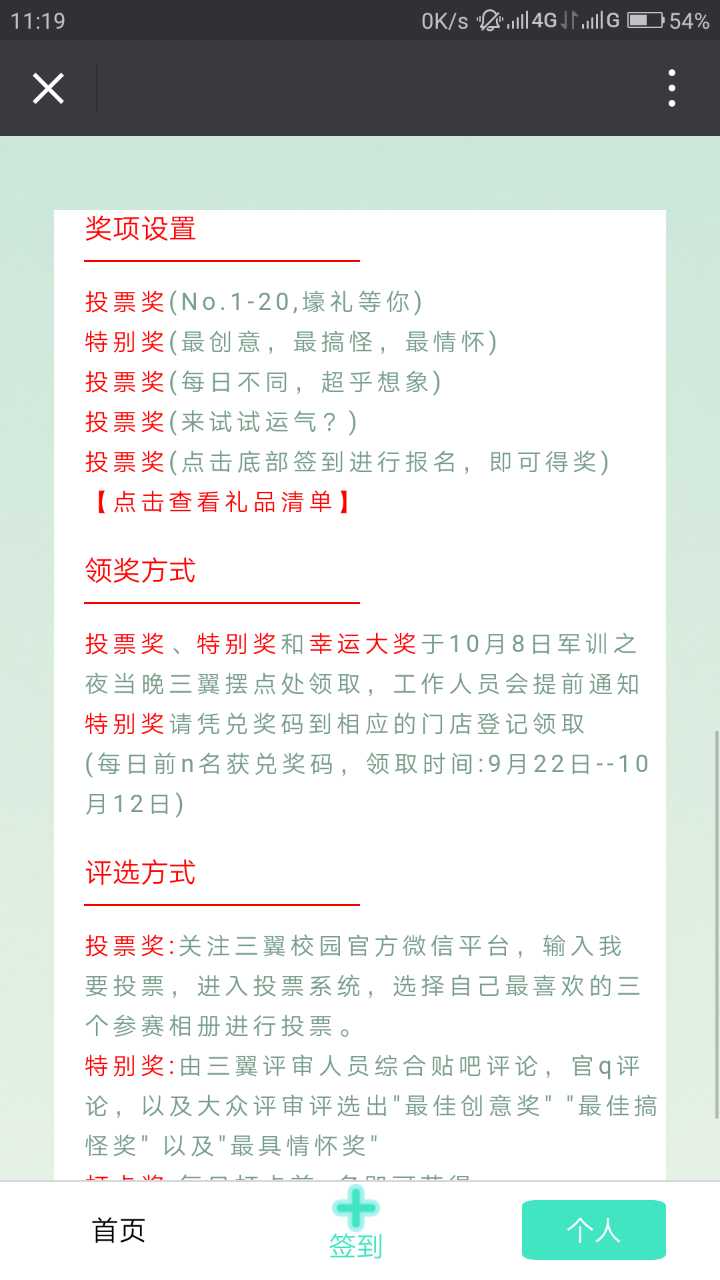 11:19
0K/s 4G G 54%
奖项设置
投票奖(No.1-20,壕礼等你)
特别奖(最创意，最搞怪，最情怀)
投票奖(每日不同，超乎想象)
投票奖(来试试运气？)
投票奖(点击底部签到进行报名，即可得奖)
【点击查看礼品清单】
领奖方式
投票奖、特别奖和幸运大奖于10月8日军训之
夜当晚三翼摆点处领取，工作人员会提前通知
特别奖请凭兑奖码到相应的门店登记领取
(每日前n名获兑奖码，领取时间:9月22日--10
月12日)
评选方式
投票奖:关注三翼校园官方微信平台，输入我
要投票，进入投票系统，选择自己最喜欢的三
个参赛相册进行投票。
特别奖:由三翼评审人员综合贴吧评论，官q评
论，以及大众评审评选出"最佳创意奖" "最佳搞
怪奖" 以及"最具情怀奖"
首页
签到
个人